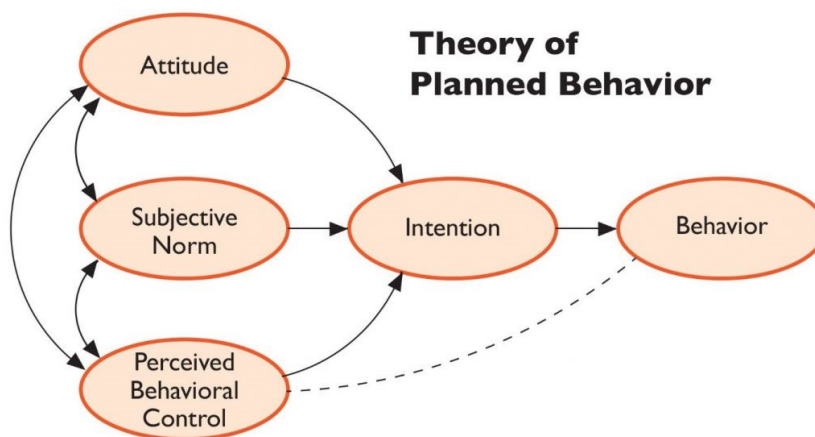 Theory of
Planned Behavior
Attitude
Subjective
Norm
Intention
Behavior
Perceived
Behavioral
Control